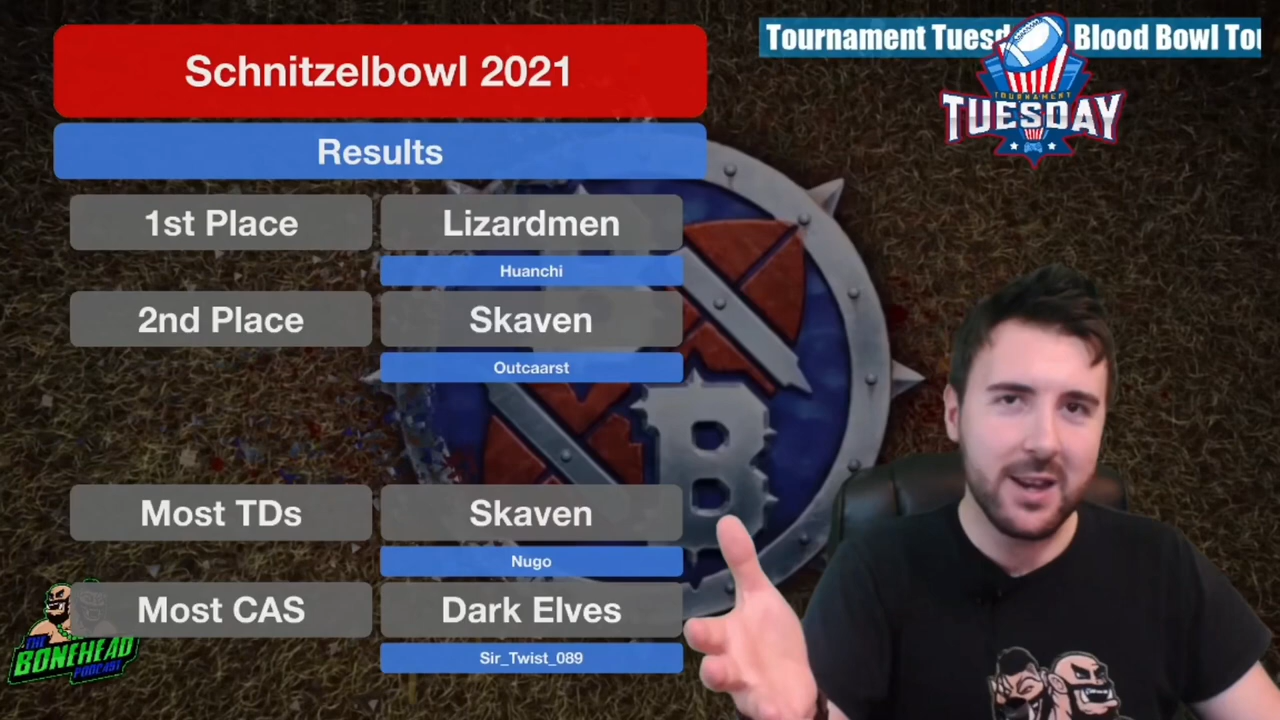 Schnitzelbowl 2021
Results
1st Place
Lizardmen
Huanchi
2nd Place
Skaven
Outcaarst
Most TDs
Skaven
Nugo
Most CAS
Dark Elves
Sir_Twist_089
Tournament Tuesd
Blood Bowl Tou
TOURNAMENT
TUESDAY
THE
BONEHEAD
PODCAST
B